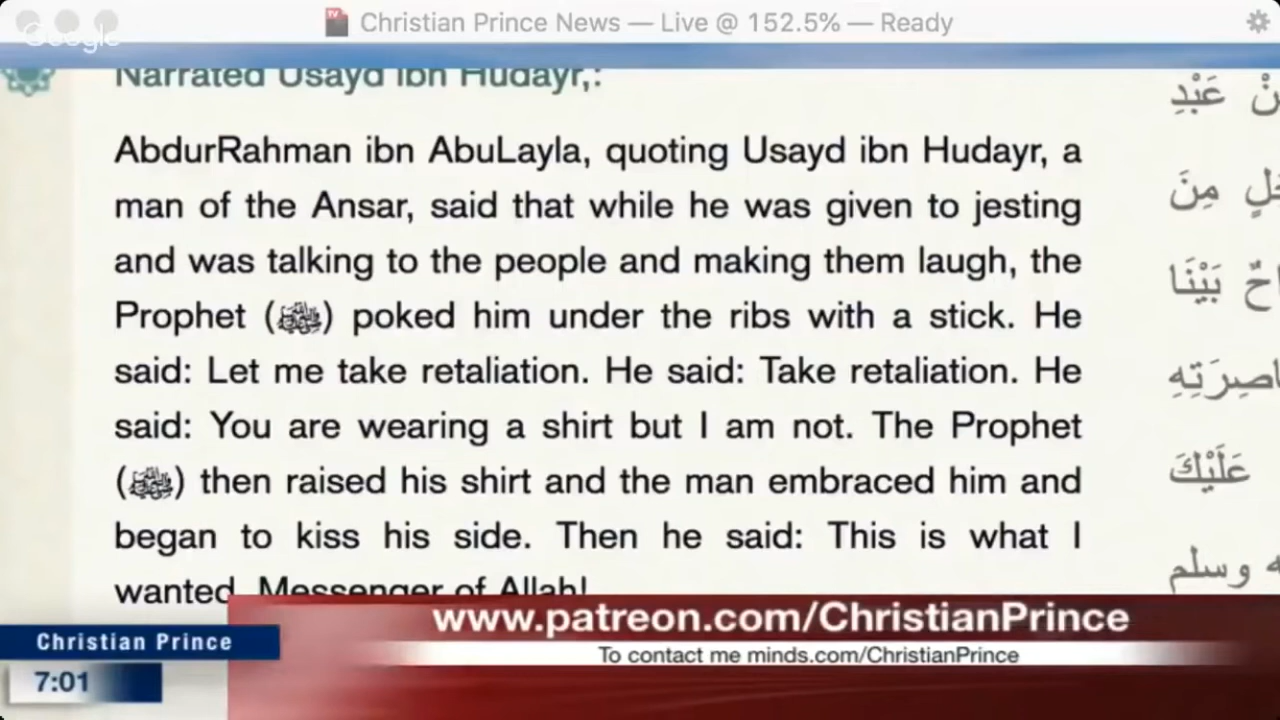 Christian Prince News — Live @ 152.5% — Ready
Google
Narrated Usayd ibn Hudayr,:
AbdurRahman ibn AbuLayla, quoting Usayd ibn Hudayr, a
man of the Ansar, said that while he was given to jesting
and was talking to the people and making them laugh, the
Prophet (ﷺ) poked him under the ribs with a stick. He
said: Let me take retaliation. He said: Take retaliation. He
said: You are wearing a shirt but I am not. The Prophet
(ﷺ) then raised his shirt and the man embraced him and
began to kiss his side. Then he said: This is what I
wanted, Messenger of Allah!
عَبْدِ
مِنَ
بَيْنَا
عَلَيْكَ
وسلم
www.patreon.com/ChristianPrince
To contact me minds.com/ChristianPrince
Christian Prince
7:01